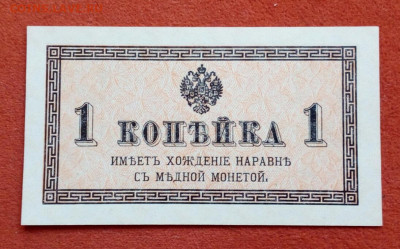 1 КОПѢЙКА 1
ИМѢЕТЪ ХОЖДЕНІЕ НАРАВНѢ
СЪ МѢДНОЙ МОНЕТОЙ.